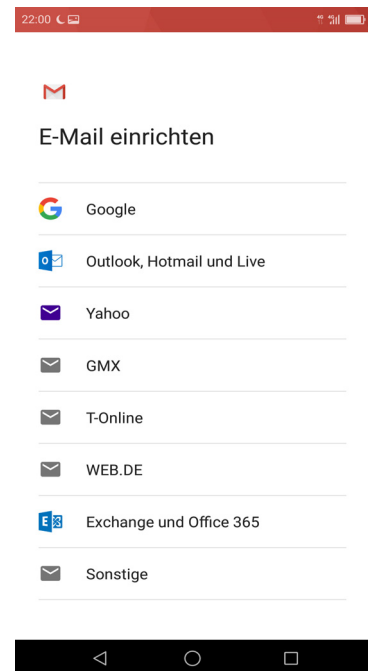 22:00
E-Mail einrichten
Google
Outlook, Hotmail und Live
Yahoo
GMX
T-Online
WEB.DE
Exchange und Office 365
Sonstige